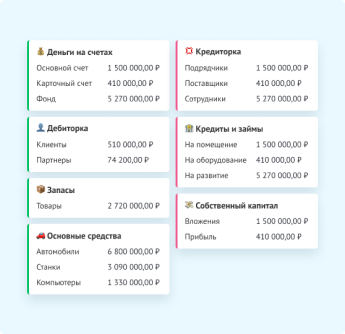 Деньги на счетах
Основной счет 1 500 000,00 ₽
Карточный счет 410 000,00 ₽
Фонд 5 270 000,00 ₽
Дебиторка
Клиенты 510 000,00 ₽
Партнеры 74 200,00 ₽
Запасы
Товары 2 720 000,00 ₽
Основные средства
Автомобили 6 800 000,00 ₽
Станки 3 090 000,00 ₽
Компьютеры 1 330 000,00 ₽
Кредиторка
Подрядчики 1 500 000,00 ₽
Поставщики 410 000,00 ₽
Сотрудники 5 270 000,00 ₽
Кредиты и займы
На помещение 1 500 000,00 ₽
На оборудование 410 000,00 ₽
На развитие 5 270 000,00 ₽
Собственный капитал
Вложения 1 500 000,00 ₽
Прибыль 410 000,00 ₽